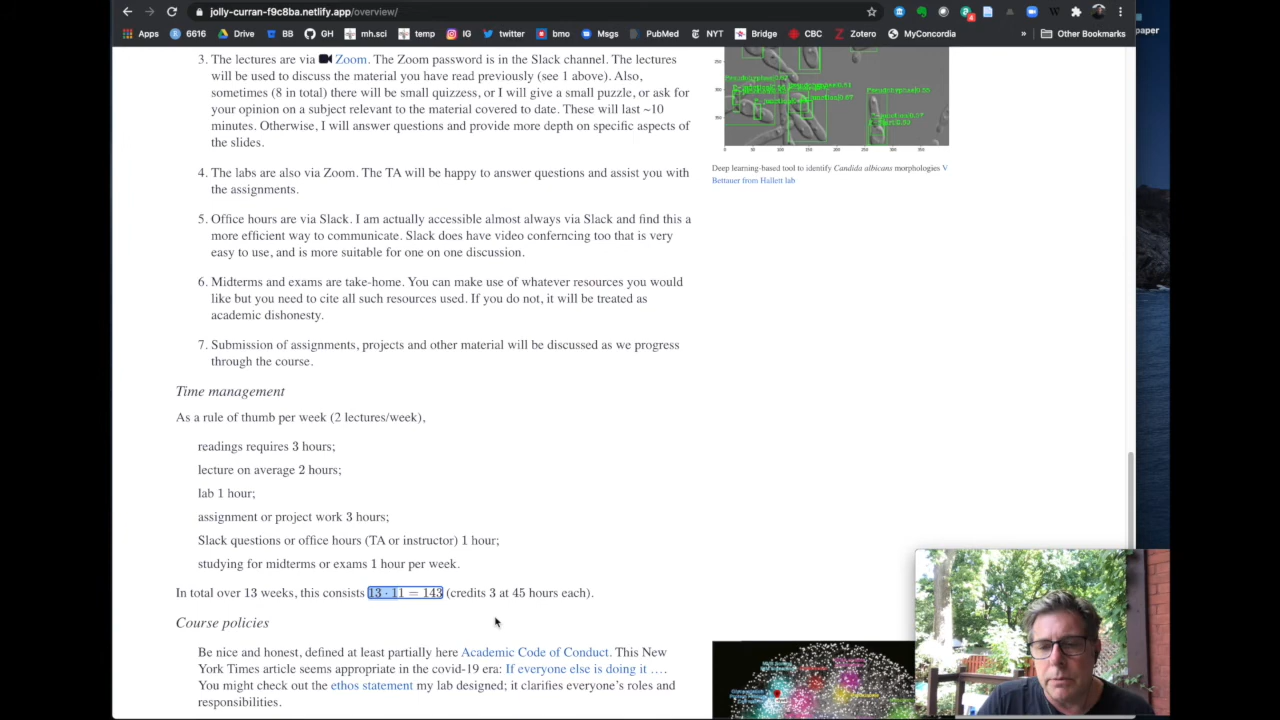 jolly-curran-f9c8ba.netlify.app/overview/
Apps 6616 Drive BB GH mh.sci temp IG twitter bmo Msgs PubMed NYT Bridge CBC Zotero MyConcordia » Other Bookmarks
paper
3. The lectures are via Zoom. The Zoom password is in the Slack channel. The lectures
will be used to discuss the material you have read previously (see 1 above). Also,
sometimes (8 in total) there will be small quizzess, or I will give a small puzzle, or ask for
your opinion on a subject relevant to the material covered to date. These will last ~10
minutes. Otherwise, I will answer questions and provide more depth on specific aspects of
the slides.
Deep learning-based tool to identify Candida albicans morphologies V
Bettauer from Hallett lab
4. The labs are also via Zoom. The TA will be happy to answer questions and assist you with
the assignments.
5. Office hours are via Slack. I am actually accessible almost always via Slack and find this a
more efficient way to communicate. Slack does have video conferncing too that is very
easy to use, and is more suitable for one on one discussion.
6. Midterms and exams are take-home. You can make use of whatever resources you would
like but you need to cite all such resources used. If you do not, it will be treated as
academic dishonesty.
7. Submission of assignments, projects and other material will be discussed as we progress
through the course.
Time management
As a rule of thumb per week (2 lectures/week),
readings requires 3 hours;
lecture on average 2 hours;
lab 1 hour;
assignment or project work 3 hours;
Slack questions or office hours (TA or instructor) 1 hour;
studying for midterms or exams 1 hour per week.
In total over 13 weeks, this consists 13 · 11 = 143 (credits 3 at 45 hours each).
Course policies
Be nice and honest, defined at least partially here Academic Code of Conduct. This New
York Times article seems appropriate in the covid-19 era: If everyone else is doing it ….
You might check out the ethos statement my lab designed; it clarifies everyone's roles and
responsibilities.